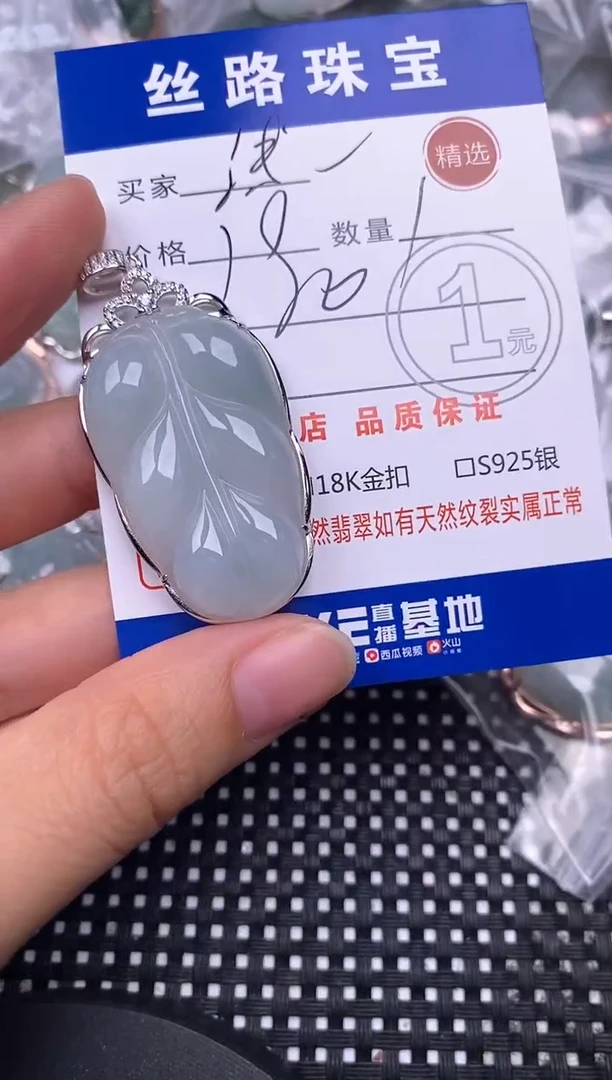 丝路珠宝
精选
买家
价格 数量 1
1元
店 品质保证
18K金扣 口S925银
然翡翠如有天然纹裂实属正常
直播基地
西瓜视频 火山